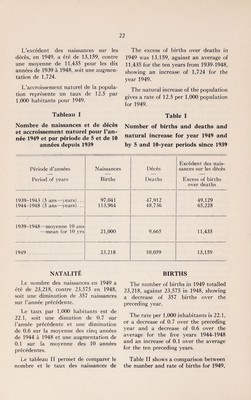 22
L'excédent des naissances sur les
décès, en 1949, a été de 13,159, contre
une moyenne de 11,435 pour les dix
années de 1939 à 1948, soit une augmen-
tation de 1,724.
L'accroissement naturel de la popula-
tion représente un taux de 12.5 par
1,000 habitants pour 1949.
Tableau I
Nombre de naissances et de décès
et accroissement naturel pour l'an-
née 1949 et par période de 5 et de 10
années depuis 1939
The excess of births over deaths in
1949 was 13,159, against an average of
11,435 for the ten years from 1939-1948,
showing an increase of 1,724 for the
year 1949.
The natural increase of the population
gives a rate of 12.5 per 1,000 population
for 1949.
Table I
Number of births and deaths and
natural increase for year 1949 and
by 5 and 10-year periods since 1939
Période d'années Naissances Décès Excédent des nais-
sances sur les décès
Period of years Births Deaths Excess of births
over deaths
1939-1943 (5 ans—years) 97,041 47,912 49,129
1944-1948 (5 ans—years) 113,964 48,736 65,228
1939-1948—moyenne 10 ans
—mean for 10 yrs 21,100 9,665 11,435
1949 23,218 10,059 13,159
NATALITÉ
Le nombre des naissances en 1949 a
été de 23,218, contre 23,575 en 1948,
soit une diminution de 357 naissances
sur l'année précédente.
Le taux par 1,000 habitants est de
22.1, soit une dimution de 0.7 sur
l'année précédente et une diminution
de 0.6 sur la moyenne des cinq années
de 1944 à 1948 et une augmentation de
0.1 sur la moyenne des 10 années
précédentes.
Le tableau II permet de comparer le
nombre et le taux des naissances de
BIRTHS
The number of births in 1949 totalled
23,218, against 23,575 in 1948, showing
a decrease of 357 births over the
preceding year.
The rate per 1,000 inhabitants is 22.1,
or a decrease of 0.7 over the preceding
year and a decrease of 0.6 over the
average for the five years 1944-1948
and an increase of 0.1 over the average
for the ten preceding years.
Table II shows a comparison between
the number and rate of births for 1949,